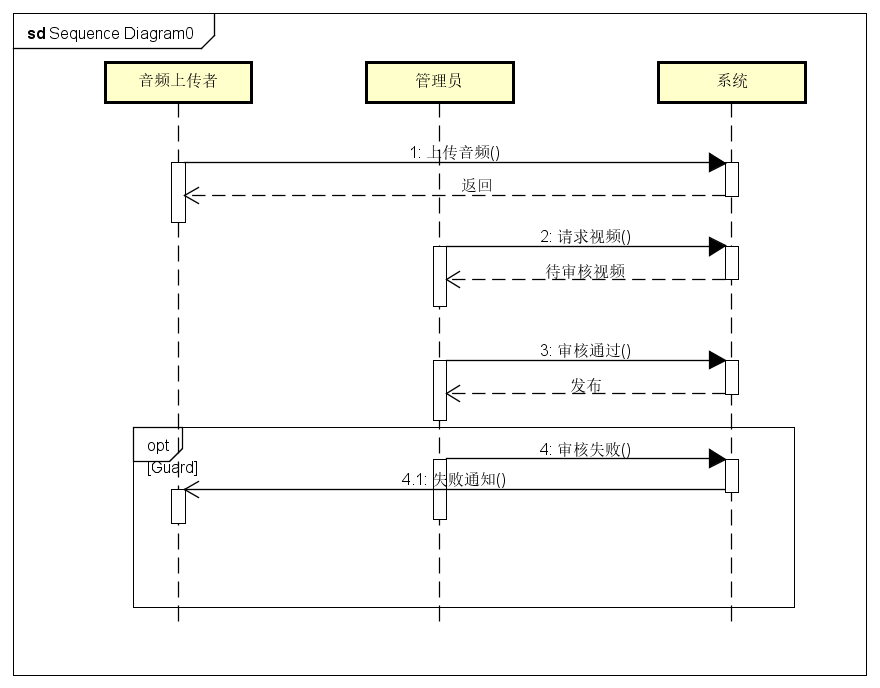 sd Sequence Diagram0
音频上传者
管理员
系统
1: 上传音频()
返回
2: 请求视频()
待审核视频
3: 审核通过()
发布
opt
4: 审核失败()
[Guard]
4.1: 失败通知()